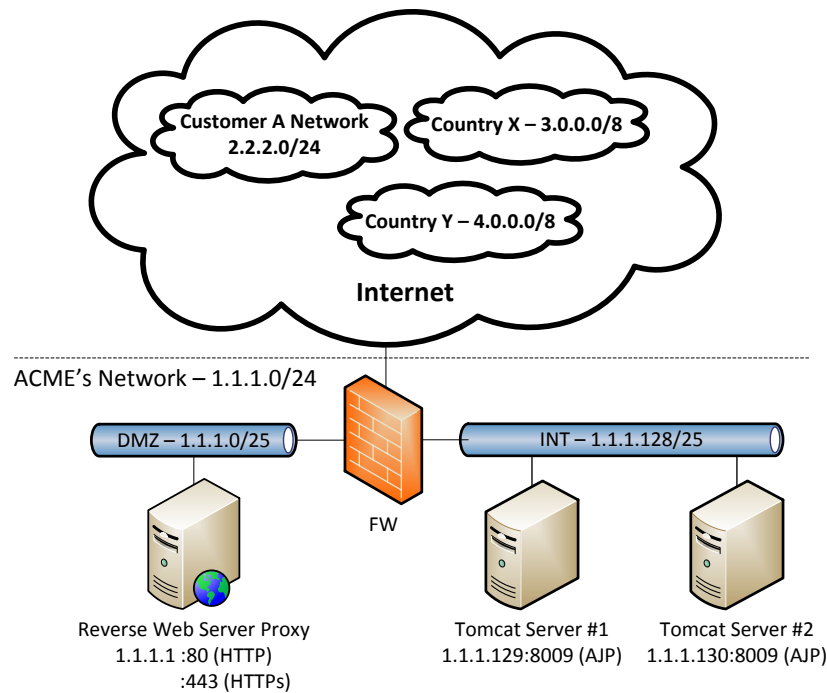 Customer A Network
2.2.2.0/24
Country X – 3.0.0.0/8
Country Y – 4.0.0.0/8
Internet
ACME's Network – 1.1.1.0/24
DMZ – 1.1.1.0/25
INT – 1.1.1.128/25
FW
Reverse Web Server Proxy
1.1.1.1 :80 (HTTP)
:443 (HTTPs)
Tomcat Server #1
1.1.1.129:8009 (AJP)
Tomcat Server #2
1.1.1.130:8009 (AJP)